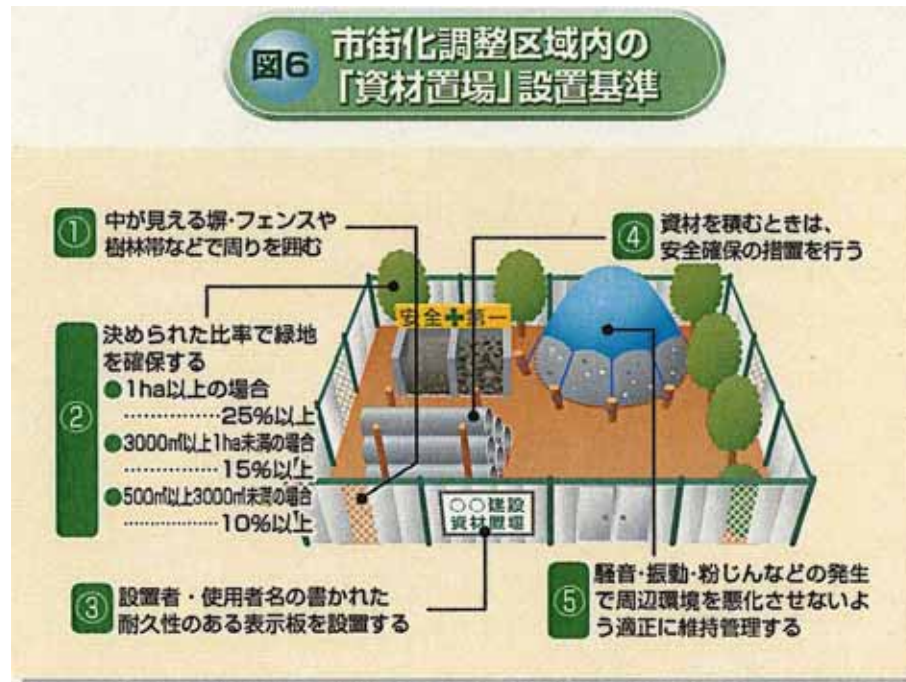 図6
市街化調整区域内の
「資材置場」設置基準
① 中が見える塀・フェンスや
樹林帯などで周りを囲む
② 決められた比率で緑地
を確保する
●1ha以上の場合
……………25%以上
●3000㎡以上1ha未満の場合
……………15%以上
●500㎡以上3000㎡未満の場合
……………10%以上
③ 設置者・使用者名の書かれた
耐久性のある表示板を設置する
④ 資材を積むときは、
安全確保の措置を行う
安全✚第一
○○建設
資材置場
⑤ 騒音・振動・粉じんなどの発生
で周辺環境を悪化させないよ
う適正に維持管理する